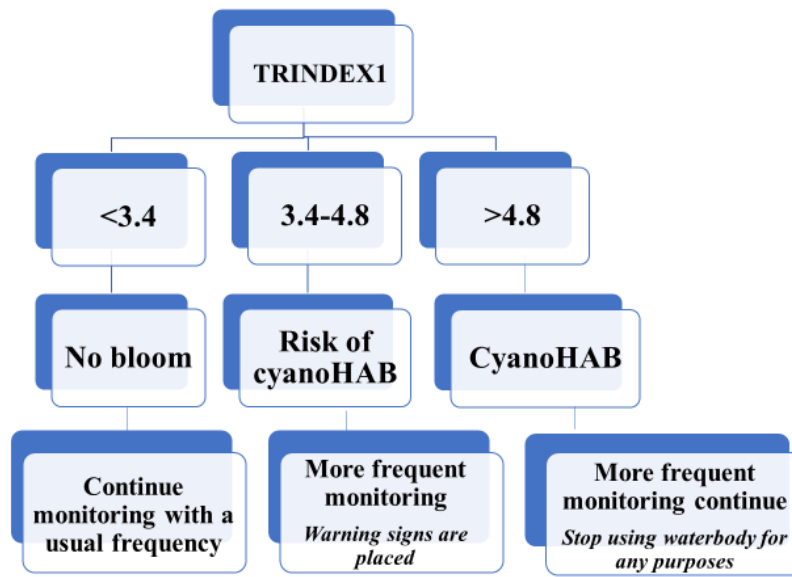 TRINDEX1
<3.4
3.4-4.8
>4.8
No bloom
Risk of
cyanoHAB
CyanoHAB
Continue
monitoring with a
usual frequency
More frequent
monitoring
Warning signs are
placed
More frequent
monitoring continue
Stop using waterbody for
any purposes